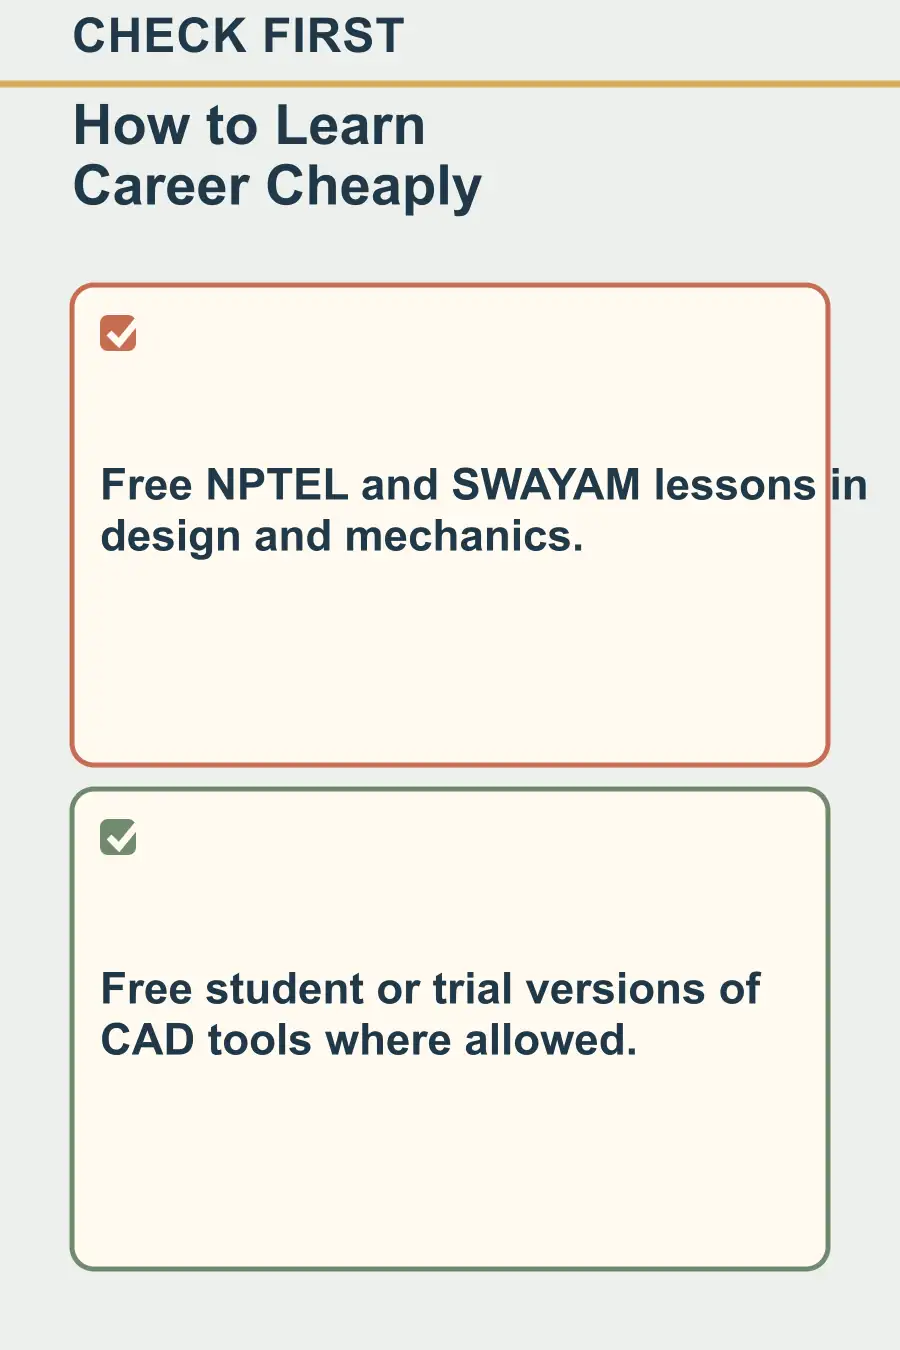 CHECK FIRST
How to Learn
Career Cheaply
Free NPTEL and SWAYAM lessons in
design and mechanics.
Free student or trial versions of
CAD tools where allowed.